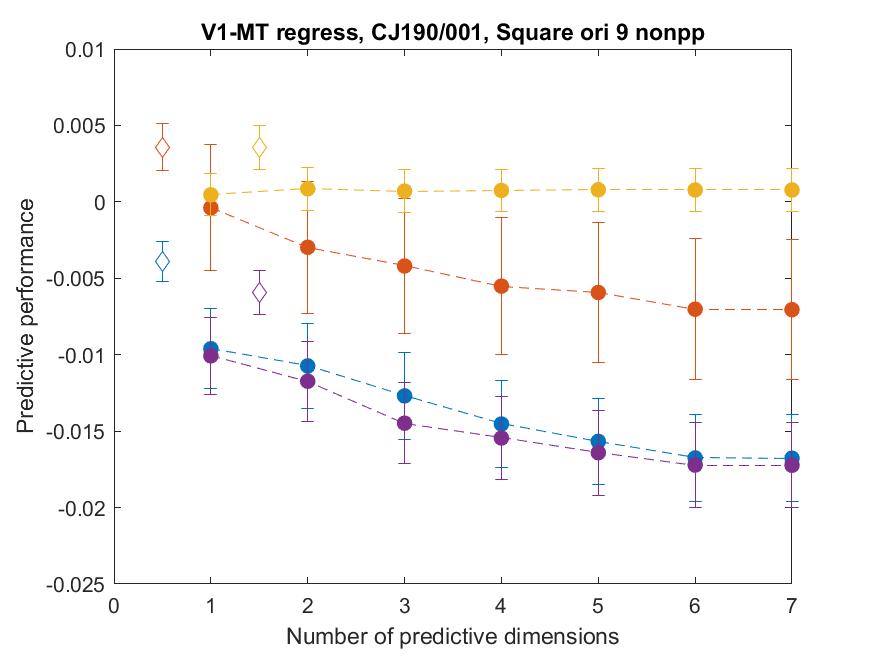 V1-MT regress, CJ190/001, Square ori 9 nonpp
0.01
0.005
0
-0.005
-0.01
-0.015
-0.02
-0.025
Predictive performance
0 1 2 3 4 5 6 7
Number of predictive dimensions